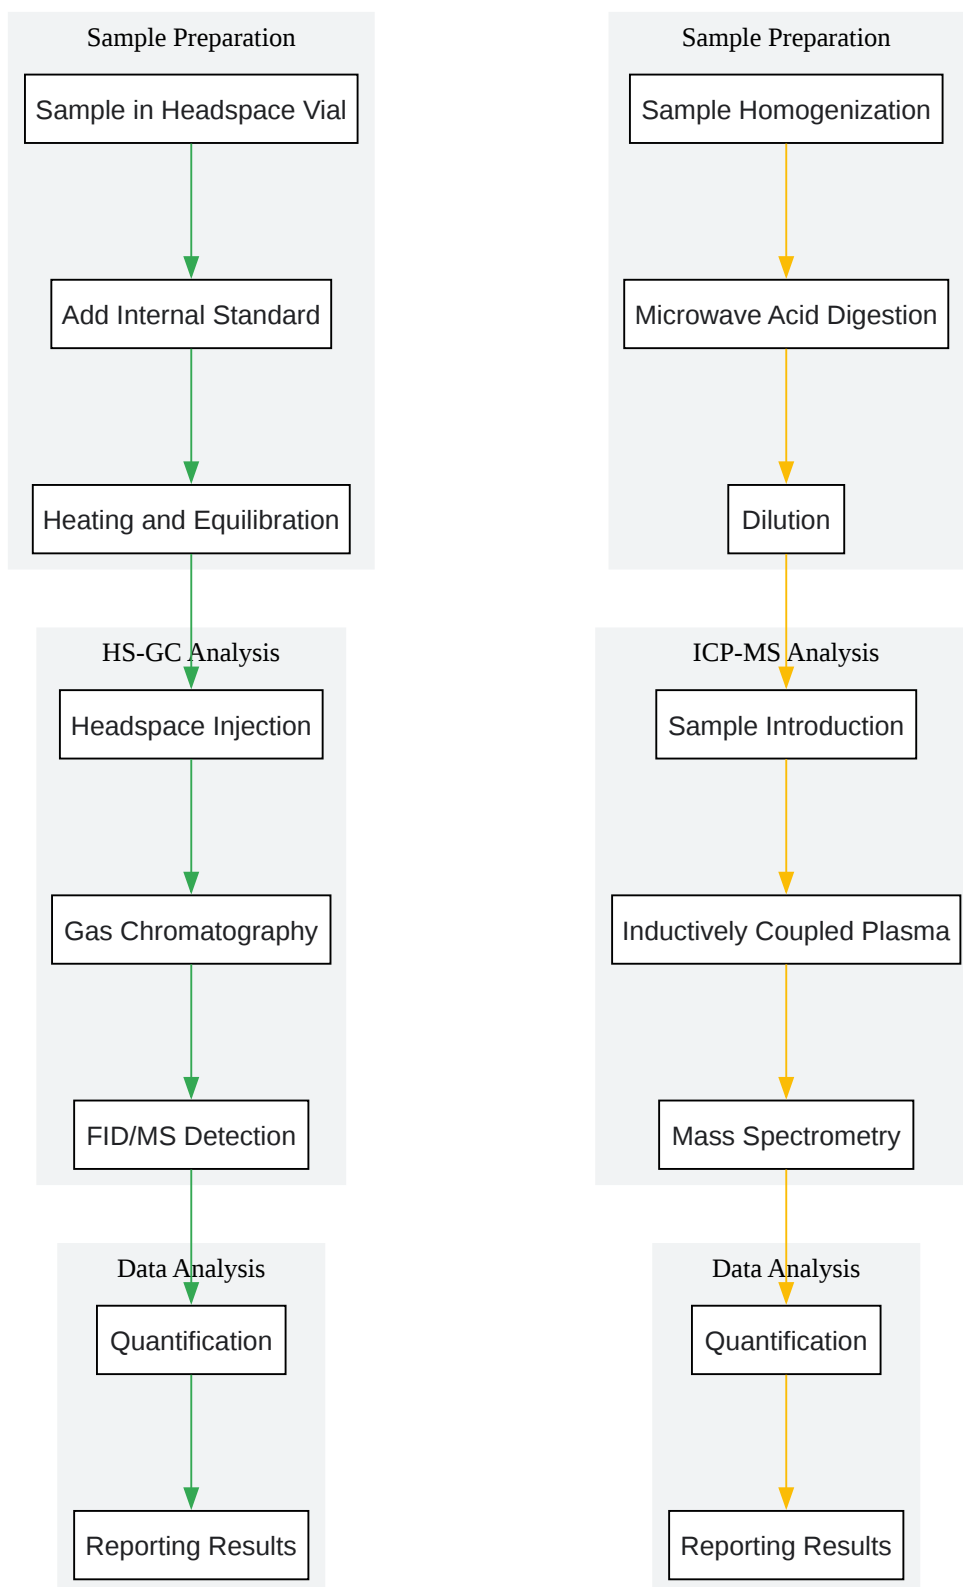 Sample Preparation
Sample in Headspace Vial
Add Internal Standard
Heating and Equilibration
HS-GC Analysis
Headspace Injection
Gas Chromatography
FID/MS Detection
Data Analysis
Quantification
Reporting Results
Sample Preparation
Sample Homogenization
Microwave Acid Digestion
Dilution
ICP-MS Analysis
Sample Introduction
Inductively Coupled Plasma
Mass Spectrometry
Data Analysis
Quantification
Reporting Results